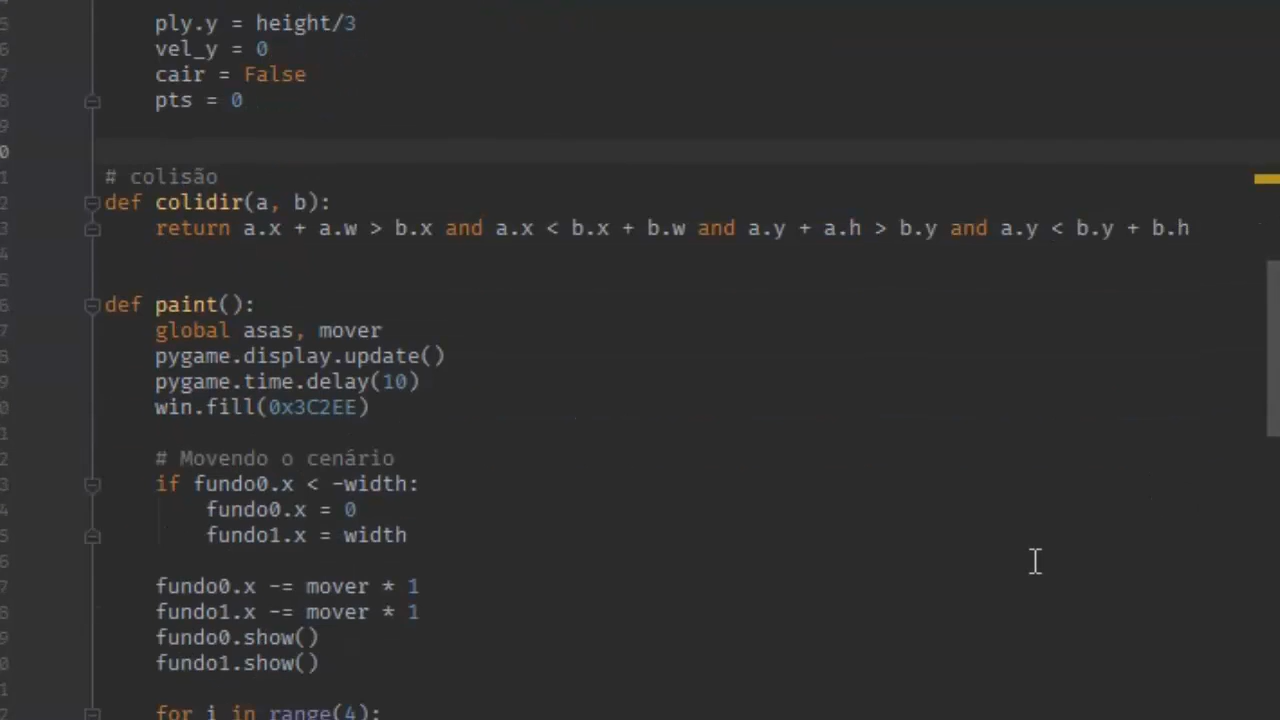 ply.y = height/3
vel_y = 0
cair = False
pts = 0
# colisão
def colidir(a, b):
return a.x + a.w > b.x and a.x < b.x + b.w and a.y + a.h > b.y and a.y < b.y + b.h
def paint():
global asas, mover
pygame.display.update()
pygame.time.delay(10)
win.fill(0x3C2EE)
# Movendo o cenário
if fundo0.x < -width:
fundo0.x = 0
fundo1.x = width
fundo0.x -= mover * 1
fundo1.x -= mover * 1
fundo0.show()
fundo1.show()
for i in range(4):